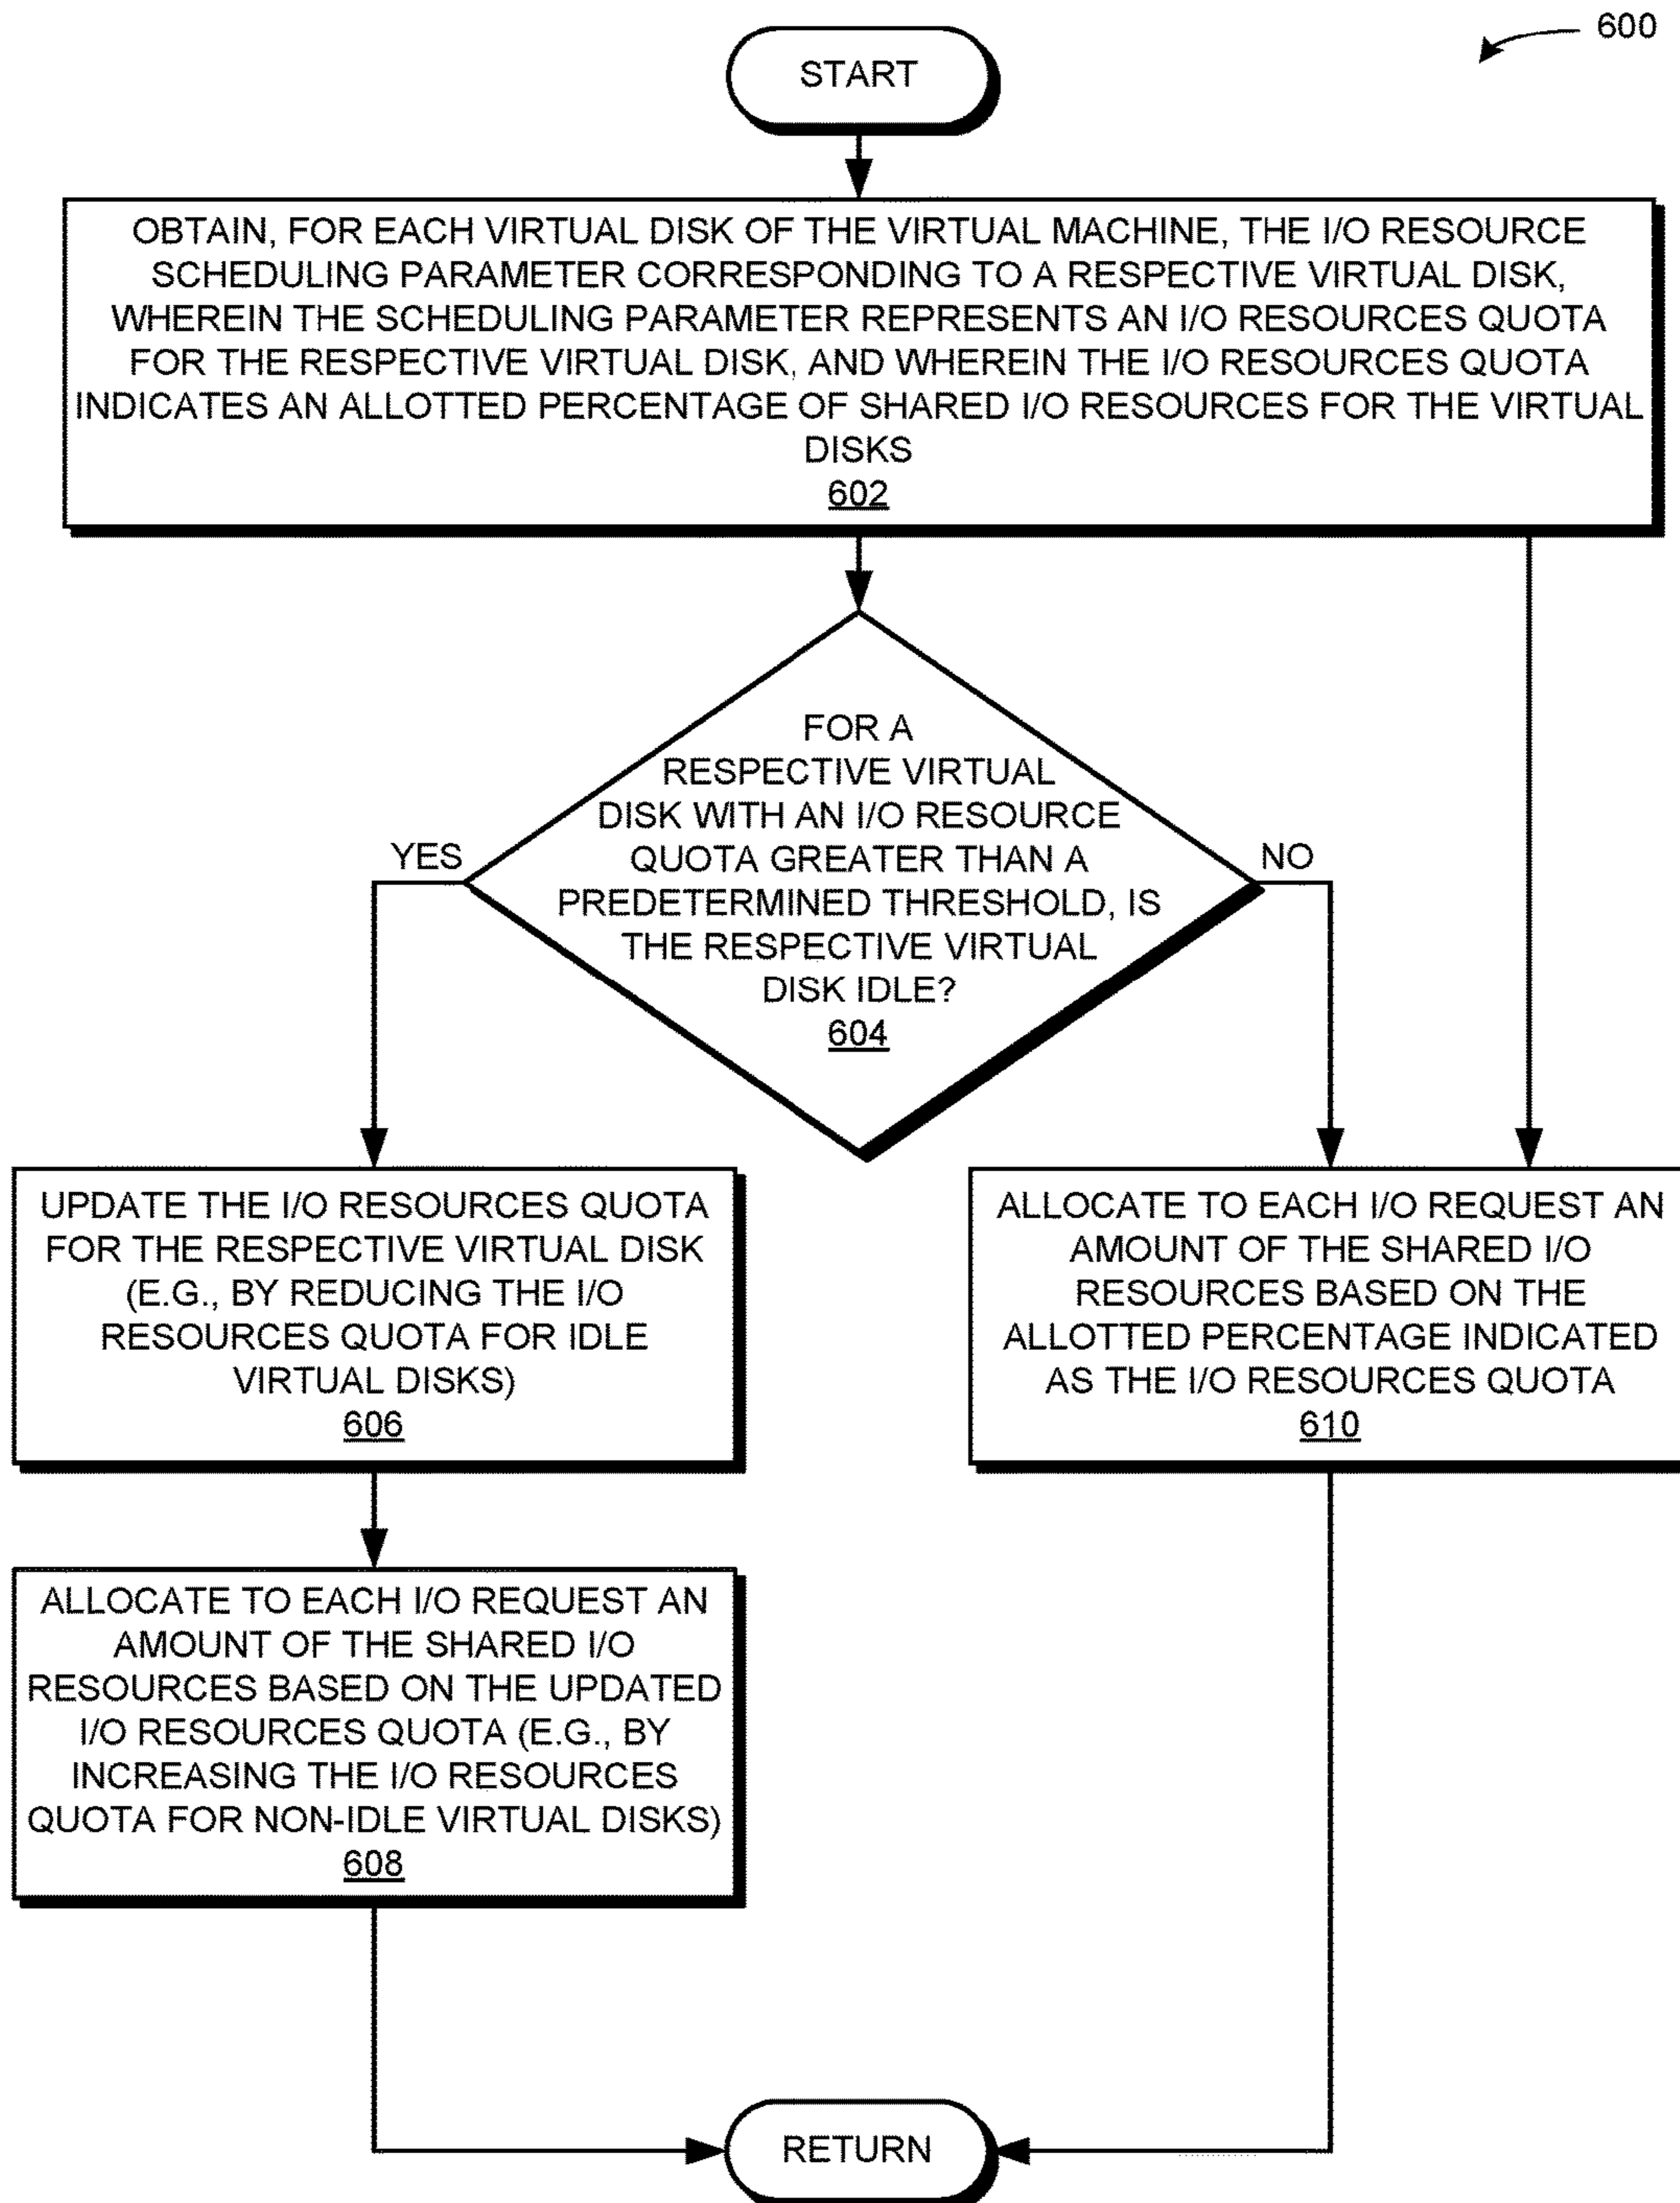 600
START
OBTAIN, FOR EACH VIRTUAL DISK OF THE VIRTUAL MACHINE, THE I/O RESOURCE
SCHEDULING PARAMETER CORRESPONDING TO A RESPECTIVE VIRTUAL DISK,
WHEREIN THE SCHEDULING PARAMETER REPRESENTS AN I/O RESOURCES QUOTA
FOR THE RESPECTIVE VIRTUAL DISK, AND WHEREIN THE I/O RESOURCES QUOTA
INDICATES AN ALLOTTED PERCENTAGE OF SHARED I/O RESOURCES FOR THE VIRTUAL
DISKS
602
FOR A
RESPECTIVE VIRTUAL
DISK WITH AN I/O RESOURCE
QUOTA GREATER THAN A
PREDETERMINED THRESHOLD, IS
THE RESPECTIVE VIRTUAL
DISK IDLE?
604
YES
NO
UPDATE THE I/O RESOURCES QUOTA
FOR THE RESPECTIVE VIRTUAL DISK
(E.G., BY REDUCING THE I/O
RESOURCES QUOTA FOR IDLE
VIRTUAL DISKS)
606
ALLOCATE TO EACH I/O REQUEST AN
AMOUNT OF THE SHARED I/O
RESOURCES BASED ON THE
ALLOTTED PERCENTAGE INDICATED
AS THE I/O RESOURCES QUOTA
610
ALLOCATE TO EACH I/O REQUEST AN
AMOUNT OF THE SHARED I/O
RESOURCES BASED ON THE UPDATED
I/O RESOURCES QUOTA (E.G., BY
INCREASING THE I/O RESOURCES
QUOTA FOR NON-IDLE VIRTUAL DISKS)
608
RETURN